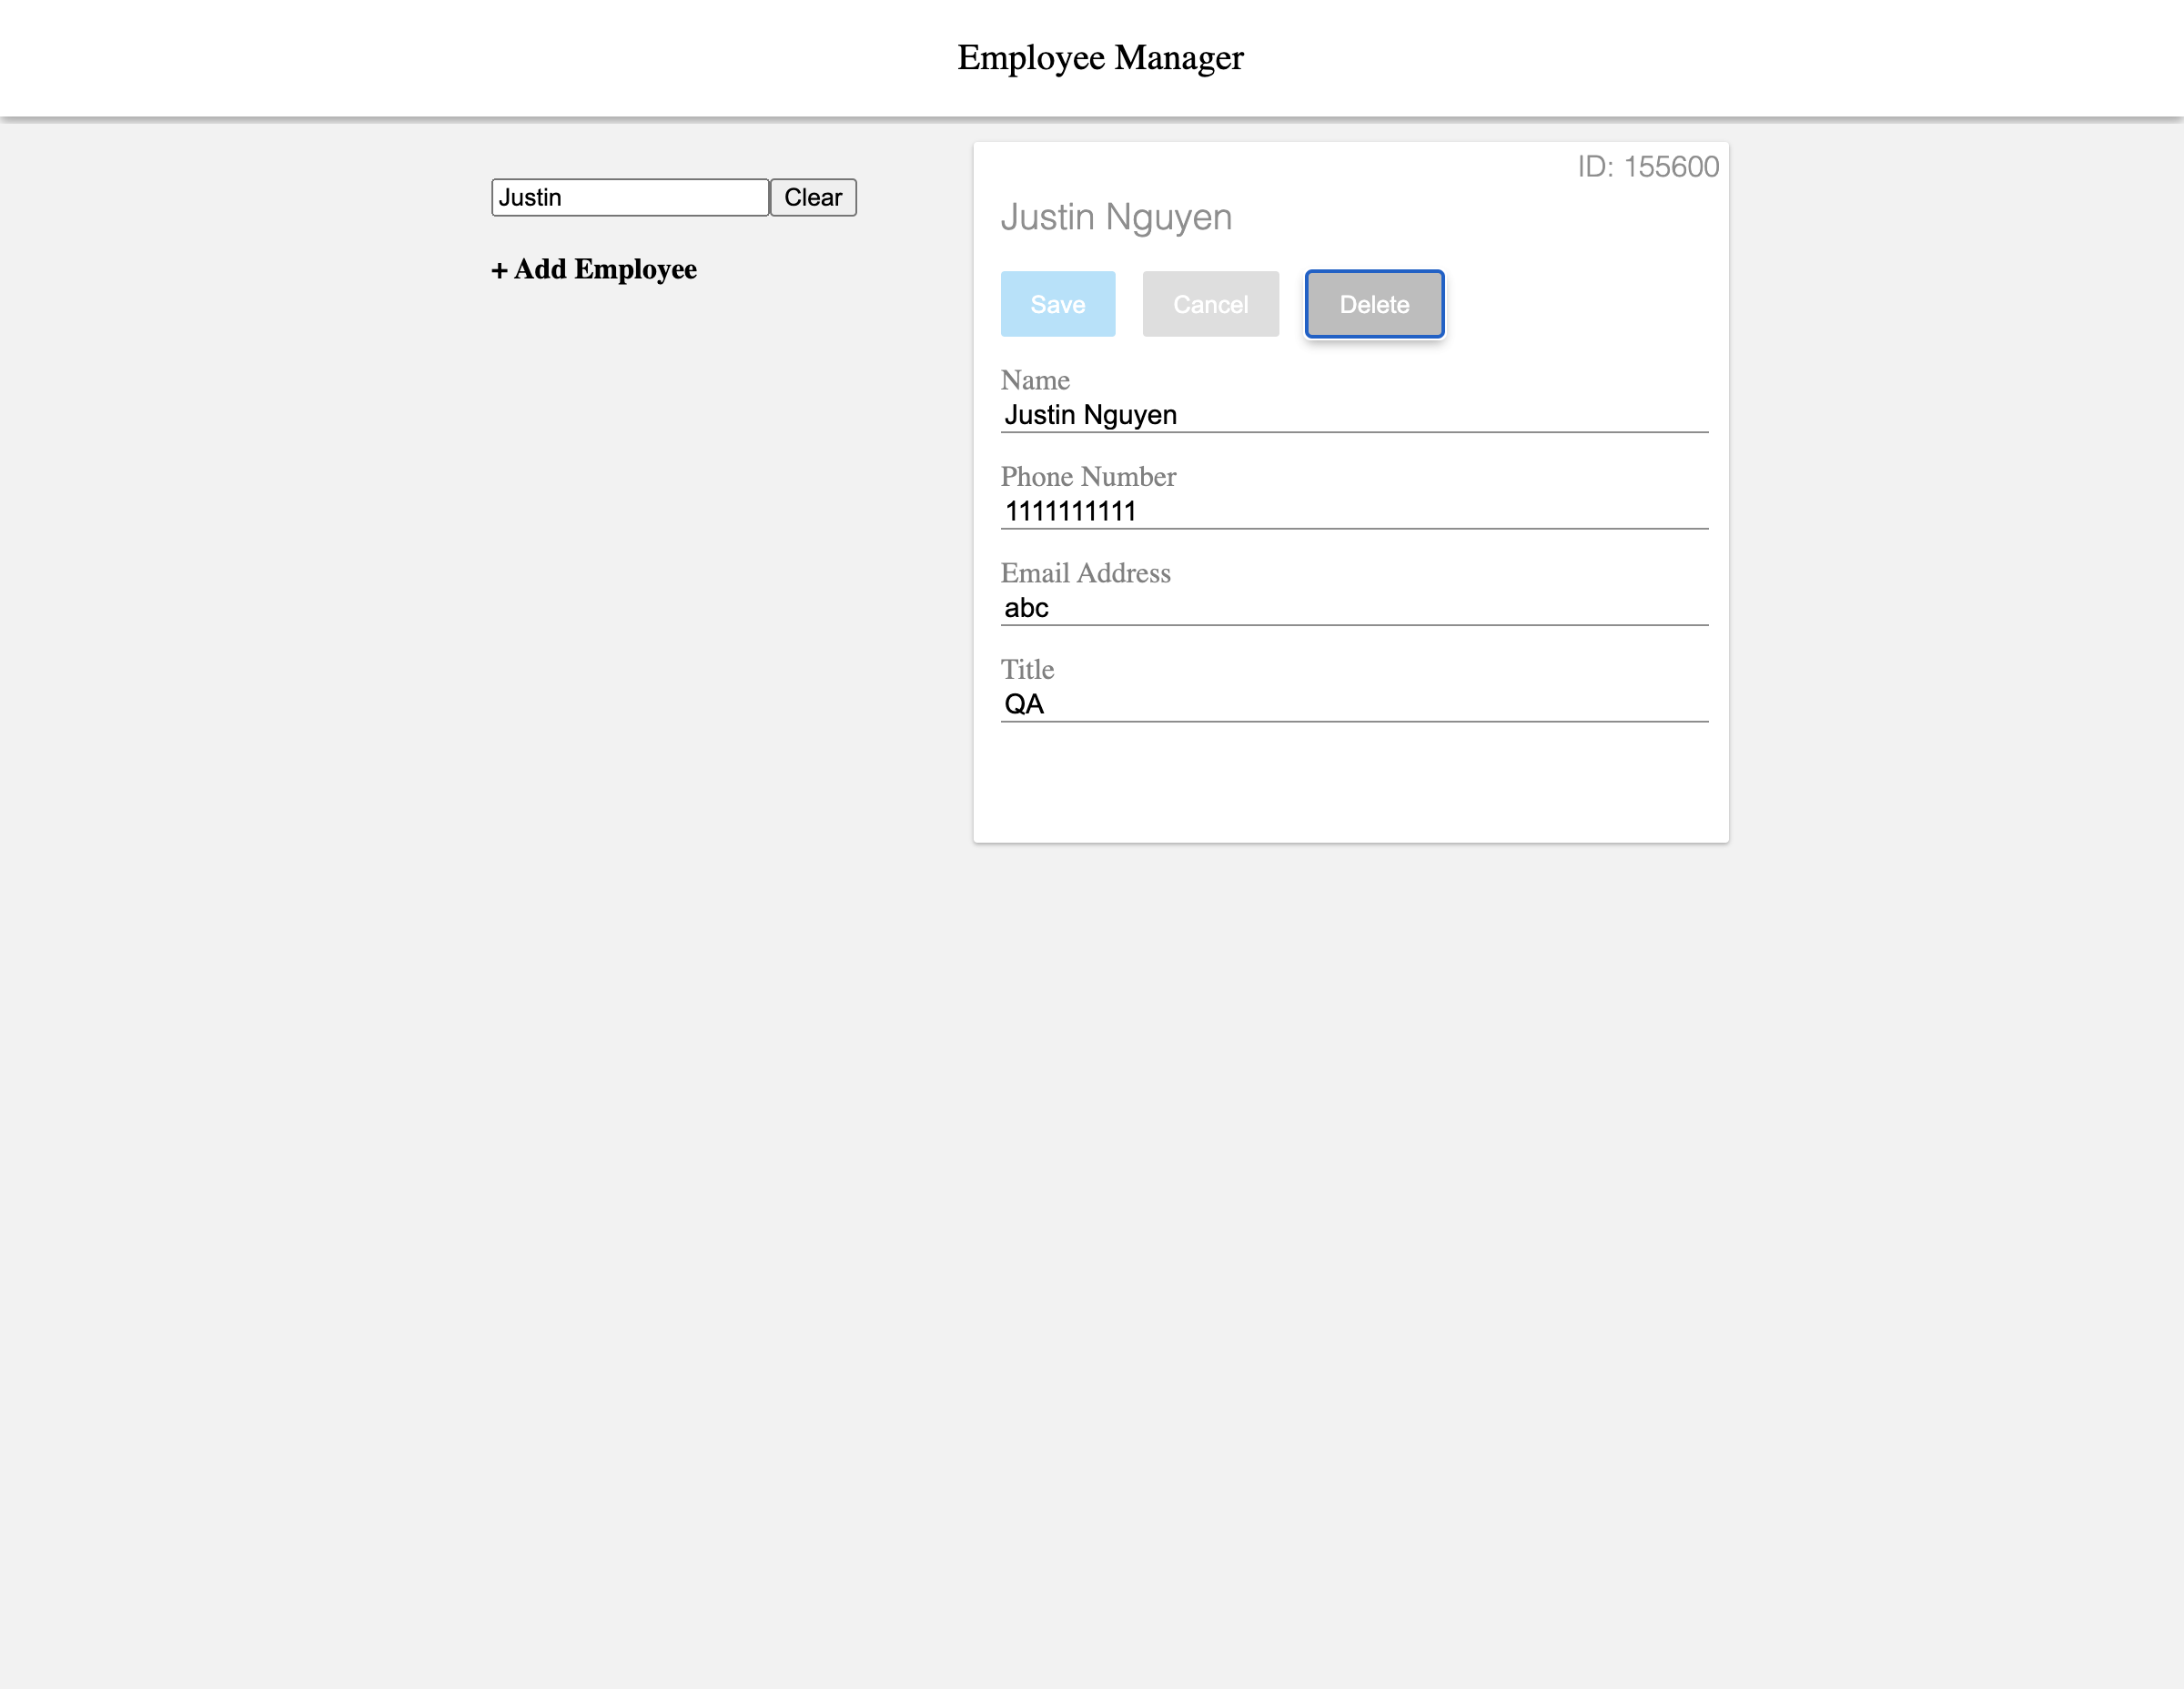 Employee Manager
Justin Clear
+ Add Employee
ID: 155600
Justin Nguyen
Save Cancel Delete
Name
Justin Nguyen
Phone Number
1111111111
Email Address
abc
Title
QA